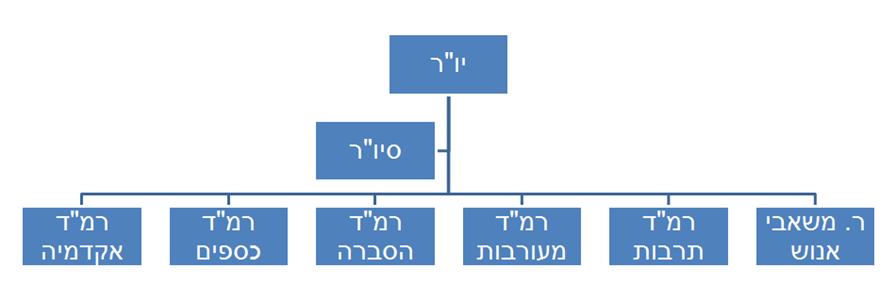 יו"ר
סיו"ר
ר. משאבי
אנוש
רמ"ד
תרבות
רמ"ד
מעורבות
רמ"ד
הסברה
רמ"ד
כספים
רמ"ד
אקדמיה